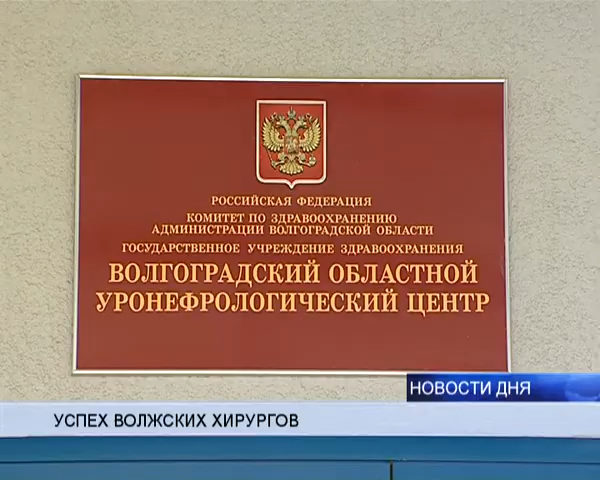 РОССИЙСКАЯ ФЕДЕРАЦИЯ
КОМИТЕТ ПО ЗДРАВООХРАНЕНИЮ
АДМИНИСТРАЦИИ ВОЛГОГРАДСКОЙ ОБЛАСТИ
ГОСУДАРСТВЕННОЕ УЧРЕЖДЕНИЕ ЗДРАВООХРАНЕНИЯ
ВОЛГОГРАДСКИЙ ОБЛАСТНОЙ
УРОНЕФРОЛОГИЧЕСКИЙ ЦЕНТР
НОВОСТИ ДНЯ
УСПЕХ ВОЛЖСКИХ ХИРУРГОВ